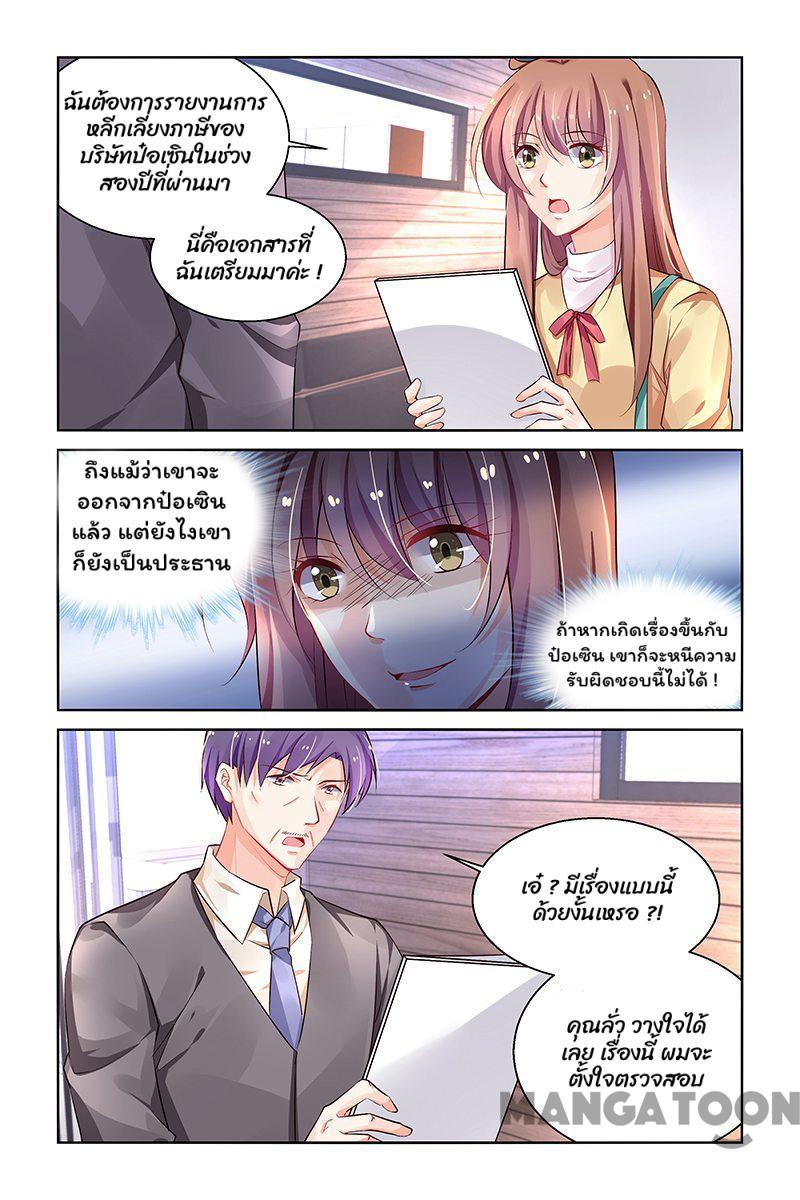 ฉันต้องการรายงานการ
หลีกเลี่ยงภาษีของ
บริษัทป๋อเซินในช่วง
สองปีที่ผ่านมา
นี่คือเอกสารที่
ฉันเตรียมมาค่ะ !
ถึงแม้ว่าเขาจะ
ออกจากป๋อเซิน
แล้ว แต่ยังไงเขา
ก็ยังเป็นประธาน
ถ้าหากเกิดเรื่องขึ้นกับ
ป๋อเซิน เขาก็จะหนีความ
รับผิดชอบนี้ไม่ได้ !
เอ๋ ? มีเรื่องแบบนี้
ด้วยงั้นเหรอ ?!
คุณลั่ว วางใจได้
เลย เรื่องนี้ ผมจะ
ตั้งใจตรวจสอบ
MANGATOON